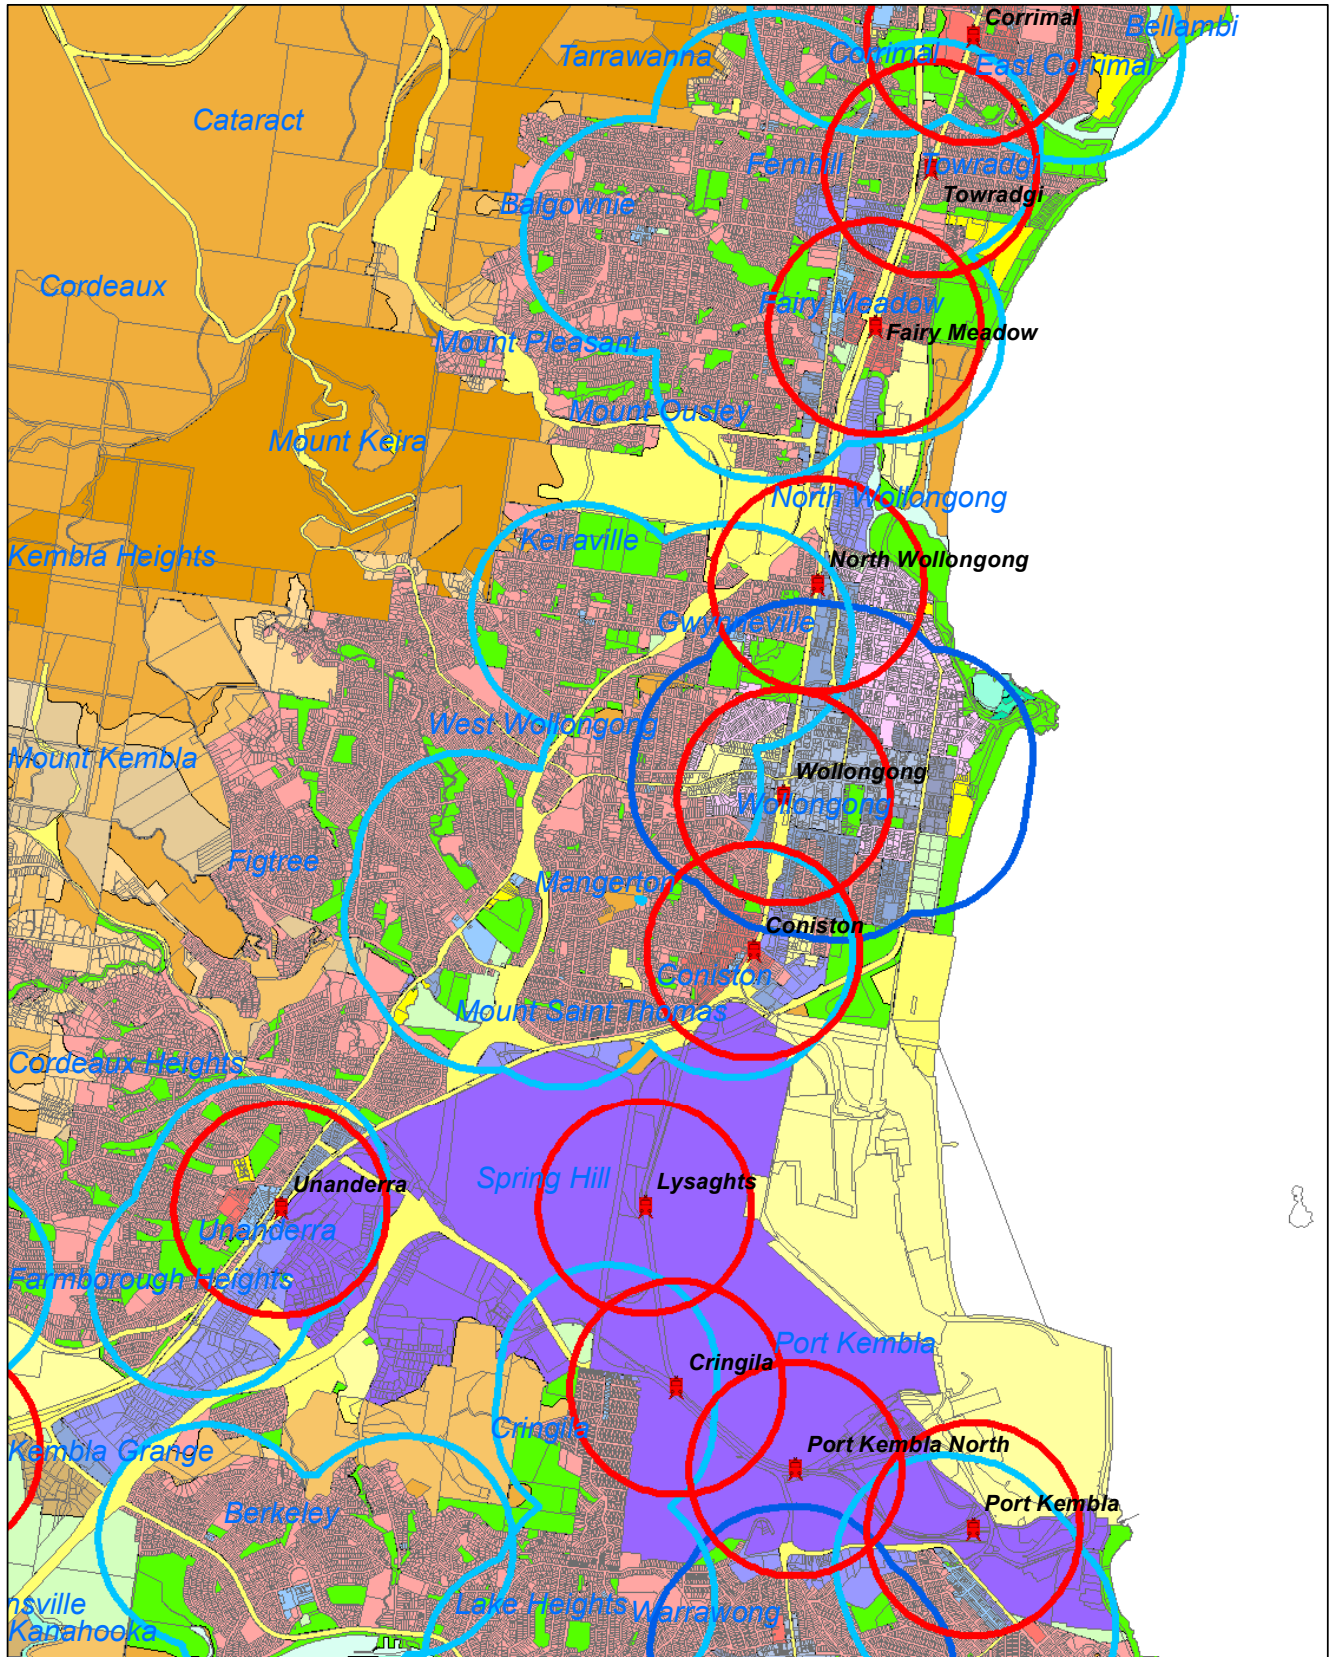 Corrimal
Bellambi
Tarrawanna
Corrimal
East Corrimal
Cataract
Fernhill
Towradgi
Towradgi
Balgownie
Cordeaux
Fairy Meadow
Fairy Meadow
Mount Pleasant
Mount Ousley
Mount Keira
North Wollongong
Keiraville
Kembla Heights
North Wollongong
Gwynneville
West Wollongong
Mount Kembla
Wollongong
Wollongong
Figtree
Mangerton
Coniston
Coniston
Mount Saint Thomas
Cordeaux Heights
Unanderra
Spring Hill
Lysaghts
Unanderra
Farmborough Heights
Port Kembla
Cringila
Cringila
Kembla Grange
Port Kembla North
Berkeley
Port Kembla
nsville
Lake Heights
Warrawong
Kanahooka